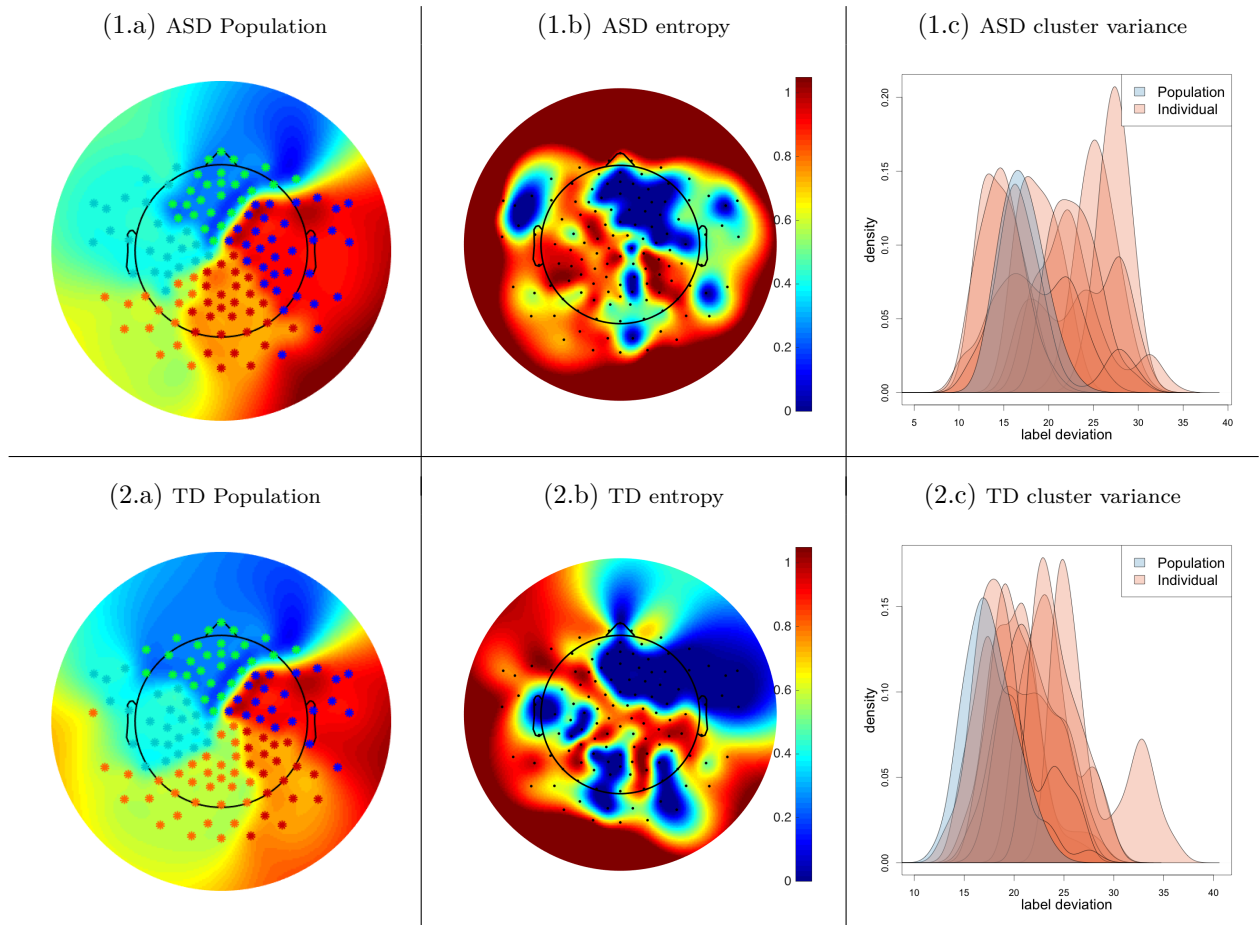 (1.a) ASD Population
(1.b) ASD entropy
(1.c) ASD cluster variance
1
0.8
0.6
0.4
0.2
0
Population
Individual
density
0.20
0.15
0.10
0.05
0.00
5 10 15 20 25 30 35 40
label deviation
(2.a) TD Population
(2.b) TD entropy
(2.c) TD cluster variance
1
0.8
0.6
0.4
0.2
0
Population
Individual
density
0.15
0.10
0.05
0.00
10 15 20 25 30 35 40
label deviation